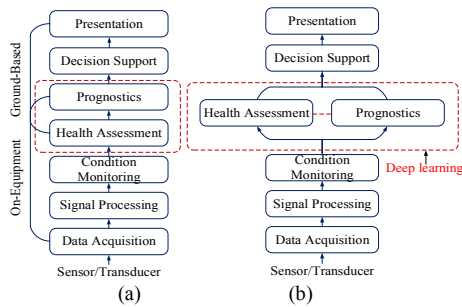 Presentation
Decision Support
Prognostics
Health Assessment
Condition
Monitoring
Signal Processing
Data Acquisition
Sensor/Transducer
Ground-Based
On-Equipment
(a)
Presentation
Decision Support
Health Assessment
Prognostics
Deep learning
Condition
Monitoring
Signal Processing
Data Acquisition
Sensor/Transducer
(b)